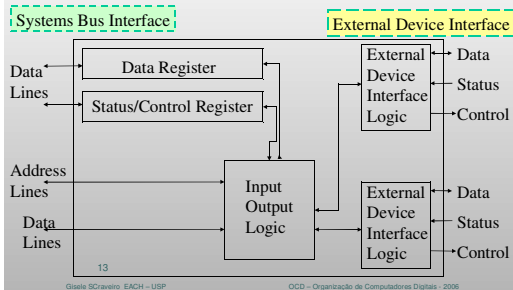 Systems Bus Interface
External Device Interface
Data
Lines
Data Register
Status/Control Register
External
Device
Interface
Logic
Data
Status
Control
Address
Lines
Data
Lines
Input
Output
Logic
External
Device
Interface
Logic
Data
Status
Control
13
Gisele SCraveiro EACH – USP
OCD – Organização de Computadores Digitais - 2006